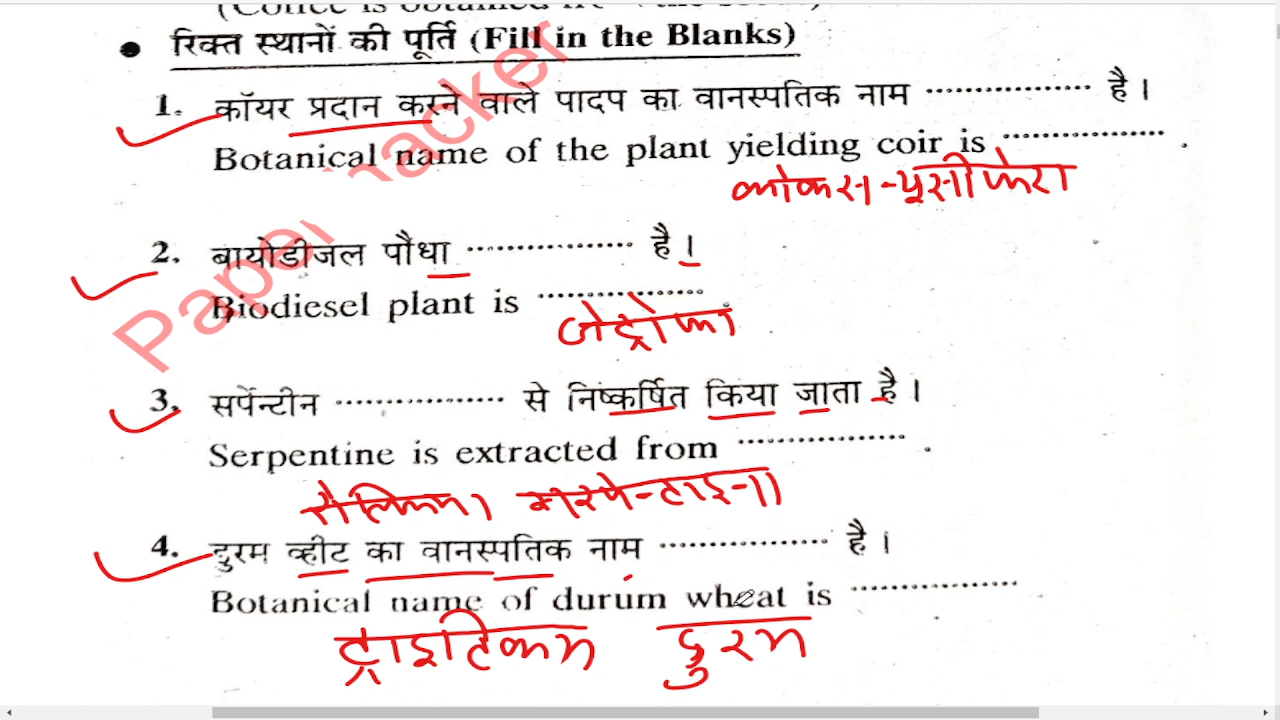 ● रिक्त स्थानों की पूर्ति (Fill in the Blanks)
1. कॉयर प्रदान करने वाले पादप का वानस्पतिक नाम .................. है।
Botanical name of the plant yielding coir is .................. .
कोकस-न्यूसीफेरा
2. बायोडीजल पौधा .................. है।
Biodiesel plant is .................. .
जेट्रोफा
3. सर्पेन्टीन .................. से निष्कर्षित किया जाता है।
Serpentine is extracted from .................. .
4. दुरम व्हीट का वानस्पतिक नाम .................. है।
Botanical name of durum wheat is ..................
ट्राइटिकम दुरम